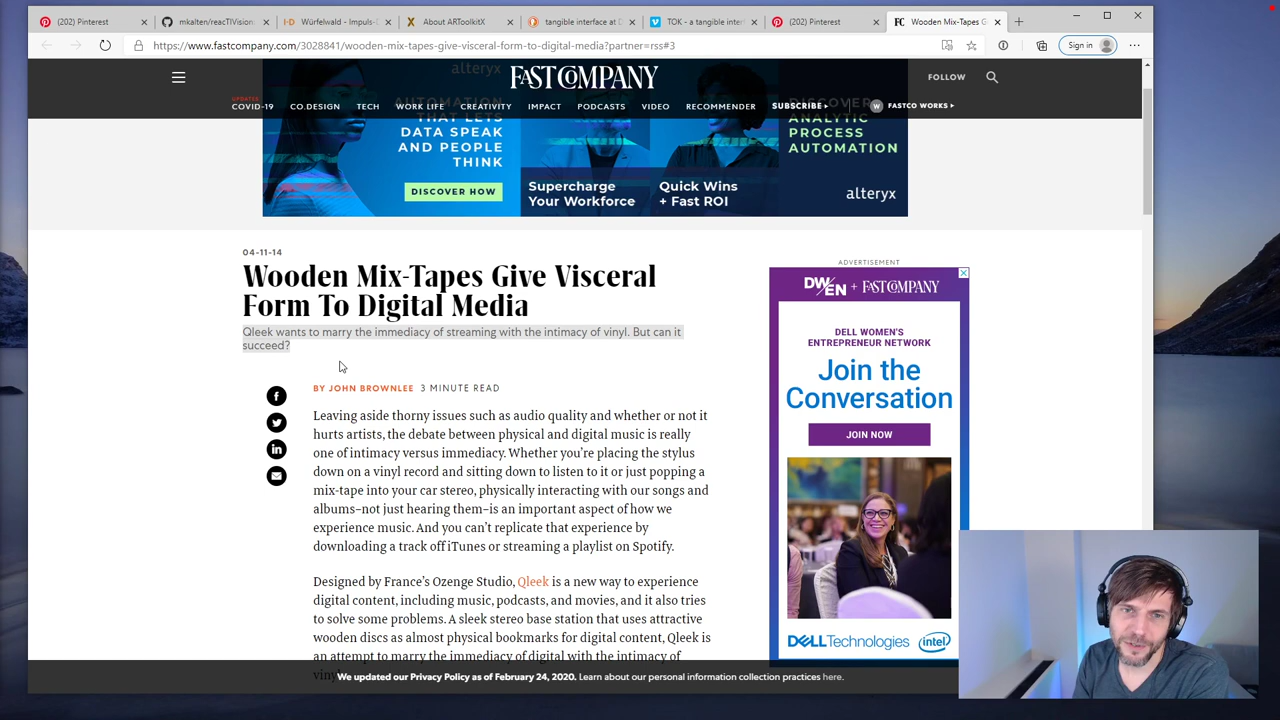 (202) Pinterest
mkalten/reacTIVision
Würfelwald - Impuls-D
About ARToolkitX
tangible interface at D
TOK - a tangible inter
(202) Pinterest
FC Wooden Mix-Tapes G
https://www.fastcompany.com/3028841/wooden-mix-tapes-give-visceral-form-to-digital-media?partner=rss#3
Sign in
alteryx
FAST COMPANY
FOLLOW
UPDATES
COVID-19
CO.DESIGN
TECH
WORK LIFE
CREATIVITY
IMPACT
PODCASTS
VIDEO
RECOMMENDER
SUBSCRIBE
W FASTCO WORKS
AUTOMATION
THAT LETS
DATA SPEAK
AND PEOPLE
THINK
DISCOVER HOW
Supercharge
Your Workforce
Quick Wins
+ Fast ROI
DISCOVER
ANALYTIC
PROCESS
AUTOMATION
alteryx
04-11-14
Wooden Mix-Tapes Give Visceral
Form To Digital Media
Qleek wants to marry the immediacy of streaming with the intimacy of vinyl. But can it
succeed?
BY JOHN BROWNLEE 3 MINUTE READ
Leaving aside thorny issues such as audio quality and whether or not it
hurts artists, the debate between physical and digital music is really
one of intimacy versus immediacy. Whether you're placing the stylus
down on a vinyl record and sitting down to listen to it or just popping a
mix-tape into your car stereo, physically interacting with our songs and
albums–not just hearing them–is an important aspect of how we
experience music. And you can't replicate that experience by
downloading a track off iTunes or streaming a playlist on Spotify.
Designed by France's Ozenge Studio, Qleek is a new way to experience
digital content, including music, podcasts, and movies, and it also tries
to solve some problems. A sleek stereo base station that uses attractive
wooden discs as almost physical bookmarks for digital content, Qleek is
an attempt to marry the immediacy of digital with the intimacy of
ADVERTISEMENT
DWEN + FAST COMPANY
DELL WOMEN'S
ENTREPRENEUR NETWORK
Join the
Conversation
JOIN NOW
DELL Technologies
intel
We updated our Privacy Policy as of February 24, 2020. Learn about our personal information collection practices here.